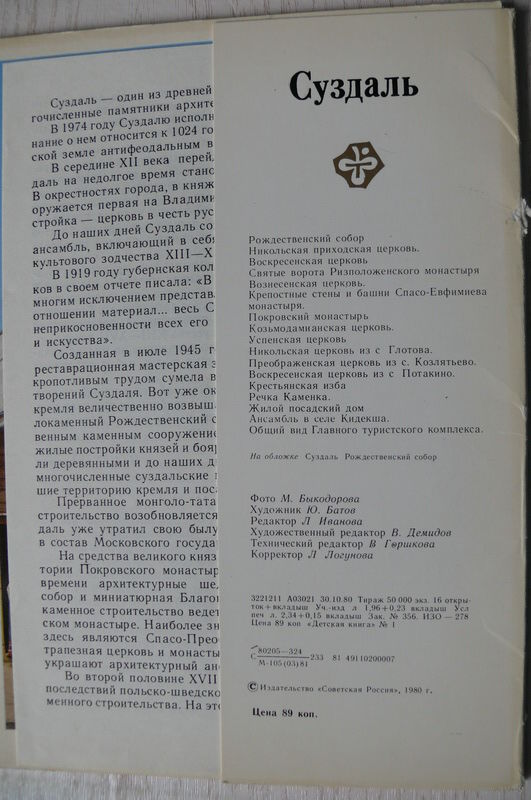 Суздаль — один из древней
гочисленные памятники архите
В 1974 году Суздалю исполн
нание о нем относится к 1024 го
ской земле антифеодальным в
В середине XII века перей
даль на недолгое время стано
В окрестностях города, в княж
оружается первая на Владими
стройка — церковь в честь рус
До наших дней Суздаль со
ансамбль, включающий в себя
культового зодчества XIII—X
В 1919 году губернская кол
ков в своем отчете писала: «В
многим исключением представл
отношении материал... весь С
неприкосновенности всех его
и искусства».
Созданная в июле 1945 г
реставрационная мастерская з
кропотливым трудом сумела в
творений Суздаля. Вот уже ок
кремля величественно возвыш
локаменный Рождественский с
венным каменным сооружение
жилые постройки князей и бояр
ли деревянными и до наших д
многочисленные суздальские п
шие территорию кремля и поса
Прерванное монголо-тата
строительство возобновляется
даль уже утратил свою былу
в состав Московского государ
На средства великого княз
тории Покровского монастыр
времени архитектурные ше
собор и миниатюрная Благо
каменное строительство ведет
ском монастыре. Наиболее зн
здесь являются Спасо-Прео
трапезная церковь и монасты
украшают архитектурный ан
Во второй половине XVII
последствий польско-шведско
менного строительства. На это
Суздаль
Рождественский собор
Никольская приходская церковь.
Воскресенская церковь
Святые ворота Ризположенского монастыря
Вознесенская церковь.
Крепостные стены и башни Спасо-Евфимиева
монастыря.
Покровский монастырь
Козьмодамианская церковь.
Успенская церковь
Никольская церковь из с Глотова.
Преображенская церковь из с. Козлятьево.
Воскресенская церковь из с Потакино.
Крестьянская изба
Речка Каменка.
Жилой посадский дом
Ансамбль в селе Кидекша.
Общий вид Главного туристского комплекса.
На обложке Суздаль Рождественский собор
Фото М. Быкодорова
Художник Ю. Батов
Редактор Л Иванова
Художественный редактор В. Демидов
Технический редактор В Гвришкова
Корректор Л Логунова
3221211 А03021 30.10.80 Тираж 50 000 экз. 16 откры-
ток+вкладыш Уч.-изд л 1,96+0,23 вкладыш Усл
печ л. 2,34+0,15 вкладыш Зак. № 356. ИЗО — 278
Цена 89 коп «Детская книга» № 1
С 80205—324
М-105(03)81 233 81 4911020007
© Издательство «Советская Россия», 1980 г.
Цена 89 коп.